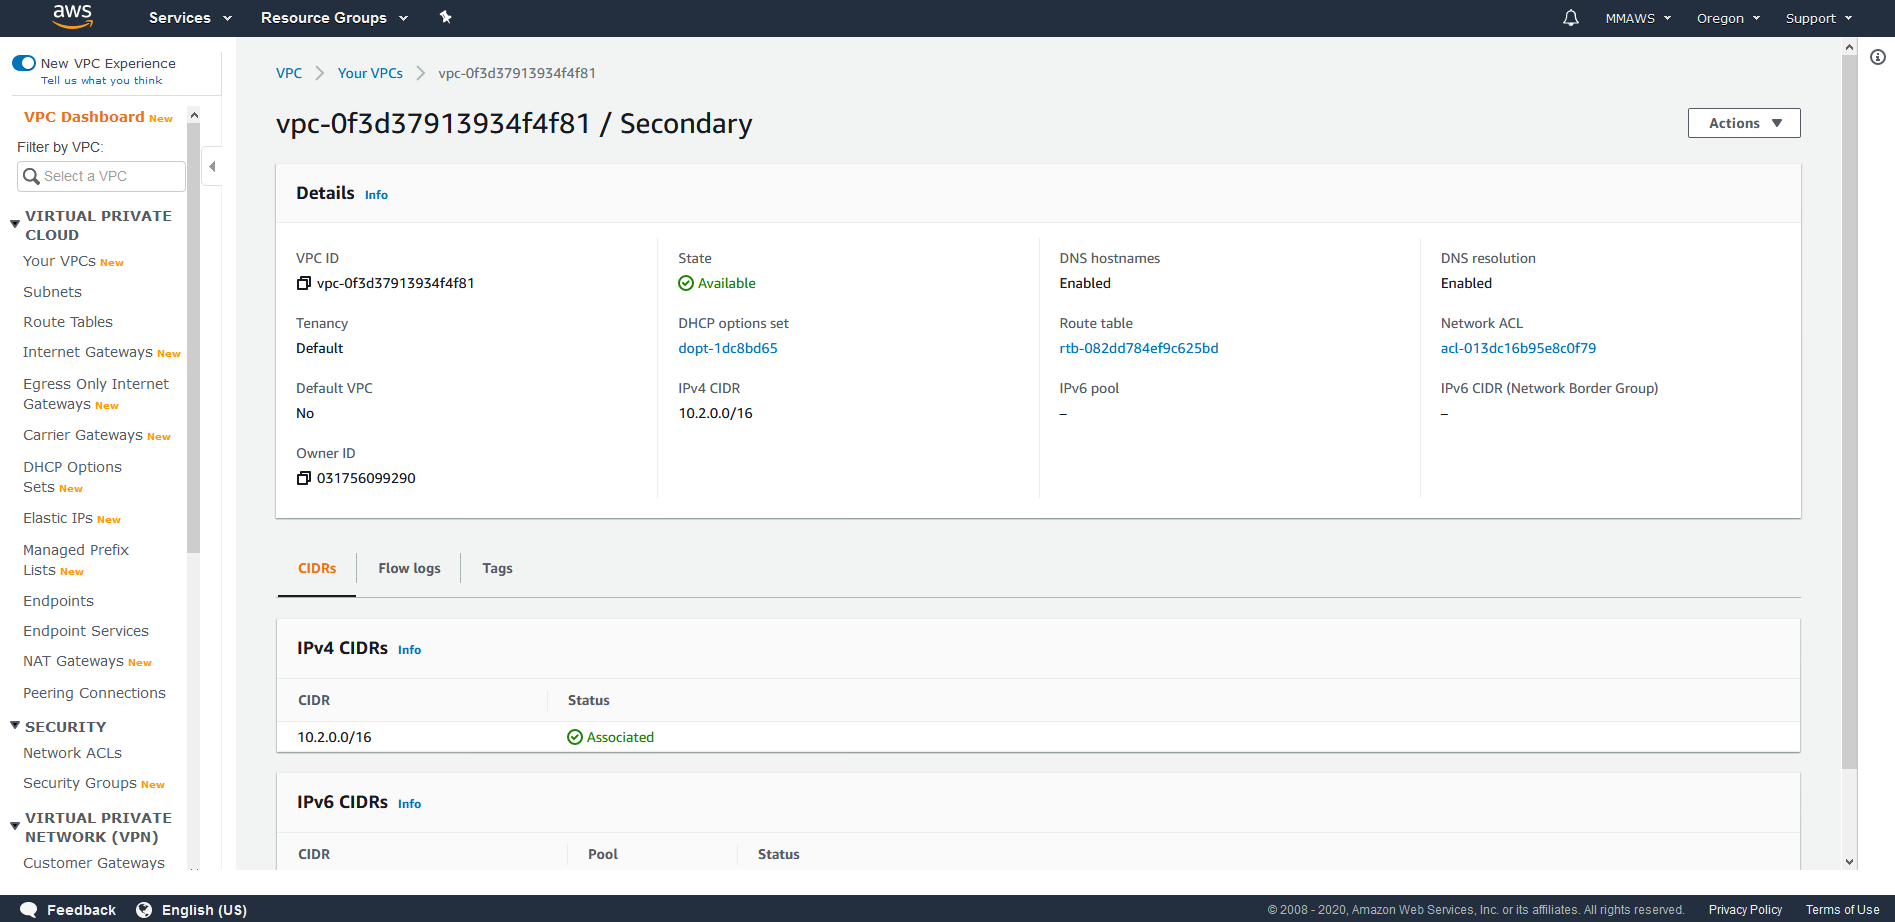 aws
Services
Resource Groups
MMAWS
Oregon
Support
New VPC Experience
Tell us what you think
VPC Dashboard New
Filter by VPC:
Select a VPC
VIRTUAL PRIVATE
CLOUD
Your VPCs New
Subnets
Route Tables
Internet Gateways New
Egress Only Internet
Gateways New
Carrier Gateways New
DHCP Options
Sets New
Elastic IPs New
Managed Prefix
Lists New
Endpoints
Endpoint Services
NAT Gateways New
Peering Connections
SECURITY
Network ACLs
Security Groups New
VIRTUAL PRIVATE
NETWORK (VPN)
Customer Gateways
VPC
Your VPCs
vpc-0f3d37913934f4f81
vpc-0f3d37913934f4f81 / Secondary
Actions
Details Info
VPC ID
vpc-0f3d37913934f4f81
State
Available
DNS hostnames
Enabled
DNS resolution
Enabled
Tenancy
Default
DHCP options set
dopt-1dc8bd65
Route table
rtb-082dd784ef9c625bd
Network ACL
acl-013dc16b95e8c0f79
Default VPC
No
IPv4 CIDR
10.2.0.0/16
IPv6 pool
–
IPv6 CIDR (Network Border Group)
–
Owner ID
031756099290
CIDRs
Flow logs
Tags
IPv4 CIDRs Info
CIDR
Status
10.2.0.0/16
Associated
IPv6 CIDRs Info
CIDR
Pool
Status
Feedback
English (US)
© 2008 - 2020, Amazon Web Services, Inc. or its affiliates. All rights reserved.
Privacy Policy
Terms of Use